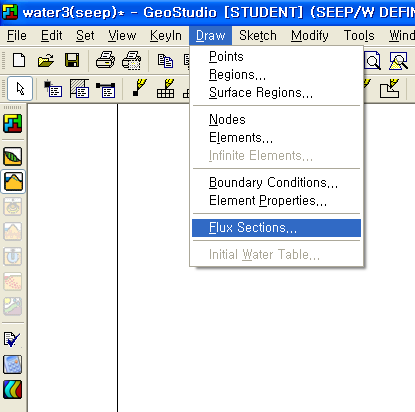 water3(seep)* - GeoStudio [STUDENT] (SEEP/W DEFIN
File Edit Set View KeyIn Draw Sketch Modify Tools Wind
Points
Regions...
Surface Regions...
Nodes
Elements...
Infinite Elements...
Boundary Conditions...
Element Properties...
Flux Sections...
Initial Water Table...